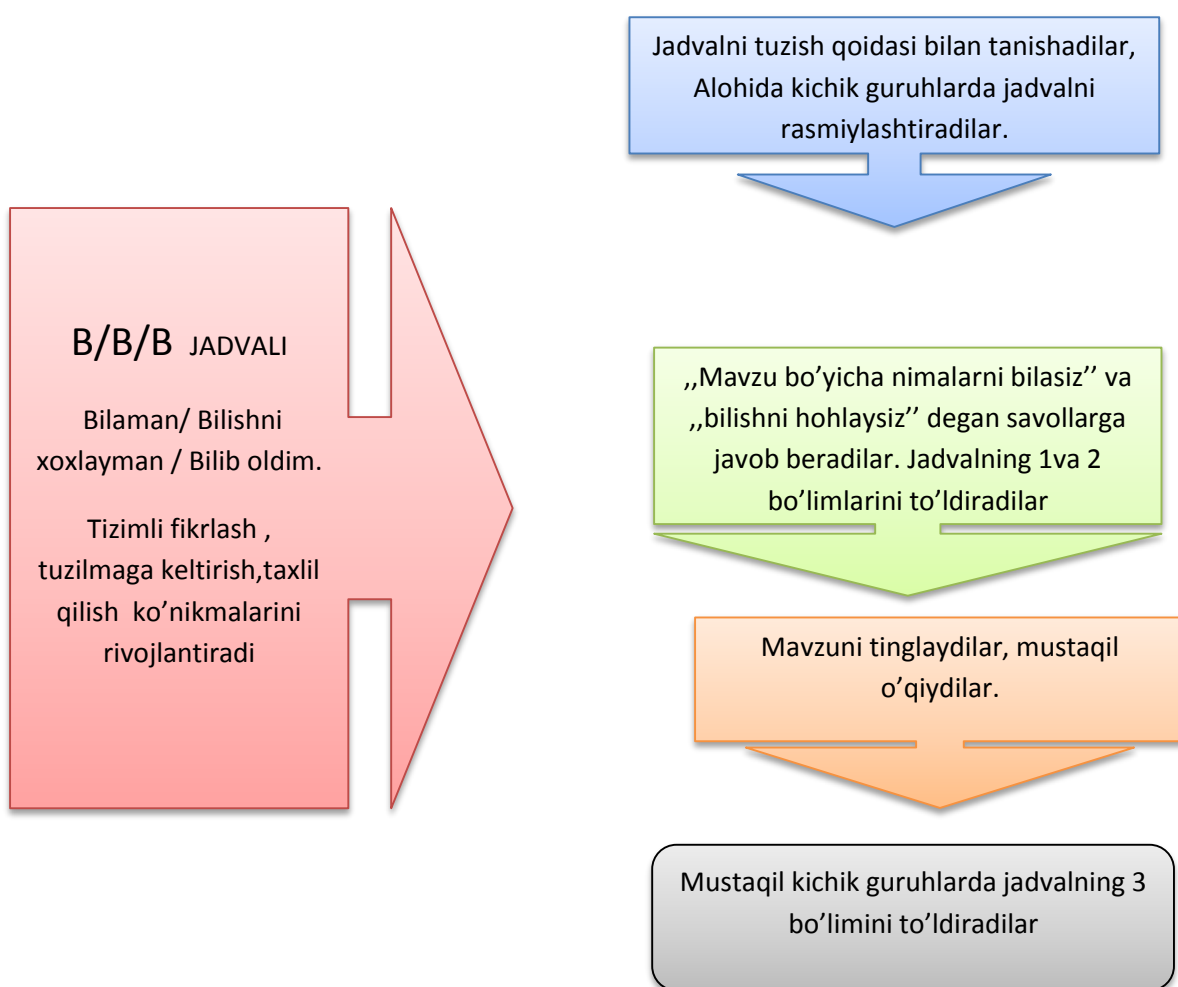 B/B/B JADVALI
Bilaman/ Bilishni
xoxlayman / Bilib oldim.
Tizimli fikrlash ,
tuzilmaga keltirish,taxlil
qilish ko’nikmalarini
rivojlantiradi
Jadvalni tuzish qoidasi bilan tanishadilar,
Alohida kichik guruhlarda jadvalni
rasmiylashtiradilar.
,,Mavzu bo’yicha nimalarni bilasiz’’ va
,,bilishni hohlaysiz’’ degan savollarga
javob beradilar. Jadvalning 1va 2
bo’limlarini to’ldiradilar
Mavzuni tinglaydilar, mustaqil
o’qiydilar.
Mustaqil kichik guruhlarda jadvalning 3
bo’limini to’ldiradilar